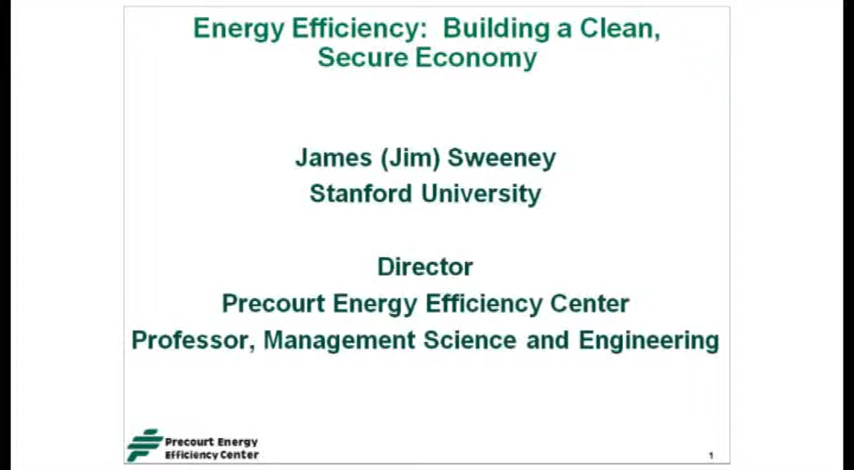 Energy Efficiency: Building a Clean,
Secure Economy
James (Jim) Sweeney
Stanford University
Director
Precourt Energy Efficiency Center
Professor, Management Science and Engineering
Precourt Energy
Efficiency Center
1